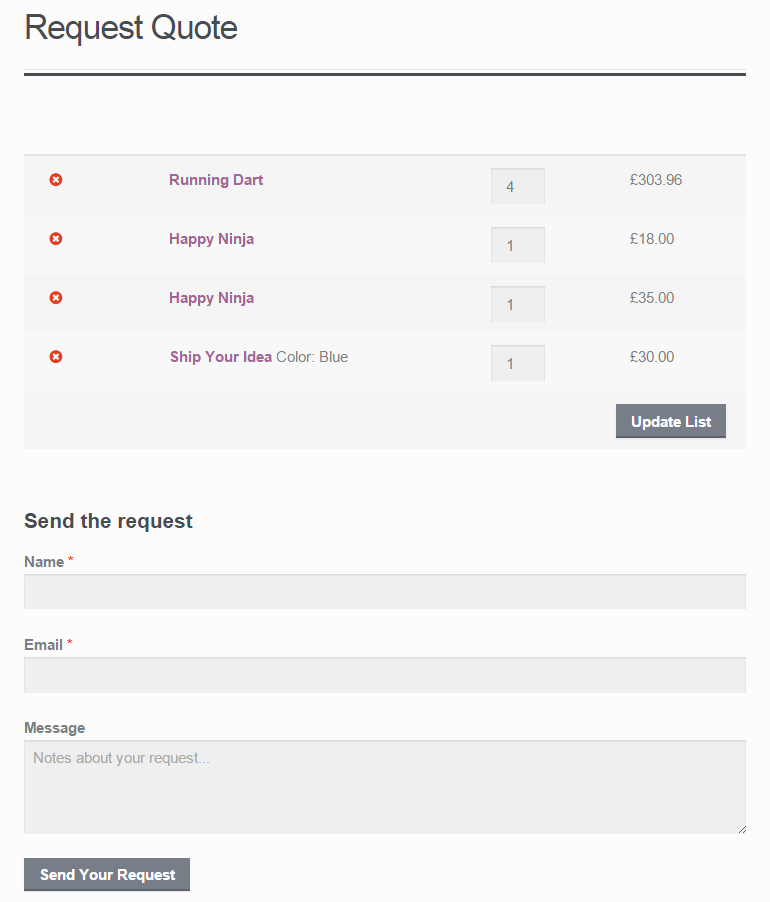 Request Quote
Running Dart 4 £303.96
Happy Ninja 1 £18.00
Happy Ninja 1 £35.00
Ship Your Idea Color: Blue 1 £30.00
Update List
Send the request
Name *
Email *
Message
Notes about your request...
Send Your Request